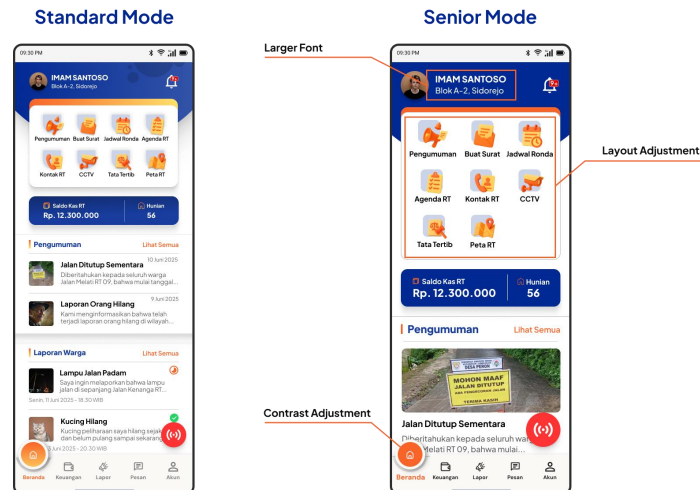 Standard Mode
09:30 PM
IMAM SANTOSO
Blok A-2, Sidorejo
9+
Pengumuman
Buat Surat
Jadwal Ronda
Agenda RT
Kontak RT
CCTV
Tata Tertib
Peta RT
Saldo Kas RT
Rp. 12.300.000
Hunian
56
Pengumuman
Lihat Semua
10 Juni 2025
Jalan Ditutup Sementara
Diberitahukan kepada seluruh warga
Jalan Melati RT 09, bahwa mulai tanggal...
9 Juni 2025
Laporan Orang Hilang
Kami menginformasikan bahwa telah
terjadi laporan orang hilang di wilayah...
Laporan Warga
Lihat Semua
Lampu Jalan Padam
Saya ingin melaporkan bahwa lampu
jalan di sepanjang Jalan Kenanga RT...
Senin, 11 Juni 2025 - 18.30 WIB
Kucing Hilang
Kucing peliharaan saya hilang sejak
dan belum pulang sampai sekarang
Juni 2025 - 20.30 WIB
Beranda
Keuangan
Lapor
Pesan
Akun
Senior Mode
Larger Font
09:30 PM
IMAM SANTOSO
Blok A-2, Sidorejo
9+
Layout Adjustment
Pengumuman
Buat Surat
Jadwal Ronda
Agenda RT
Kontak RT
CCTV
Tata Tertib
Peta RT
Saldo Kas RT
Rp. 12.300.000
Hunian
56
Pengumuman
Lihat Semua
DESA PERON
MOHON MAAF
JALAN DITUTUP
ADA PENGECORAN JALAN
TERIMA KASIH
Jalan Ditutup Sementara
Contrast Adjustment
Diberitahukan kepada seluruh
Melati RT 09, bahwa mulai...
Beranda
Keuangan
Lapor
Pesan
Akun